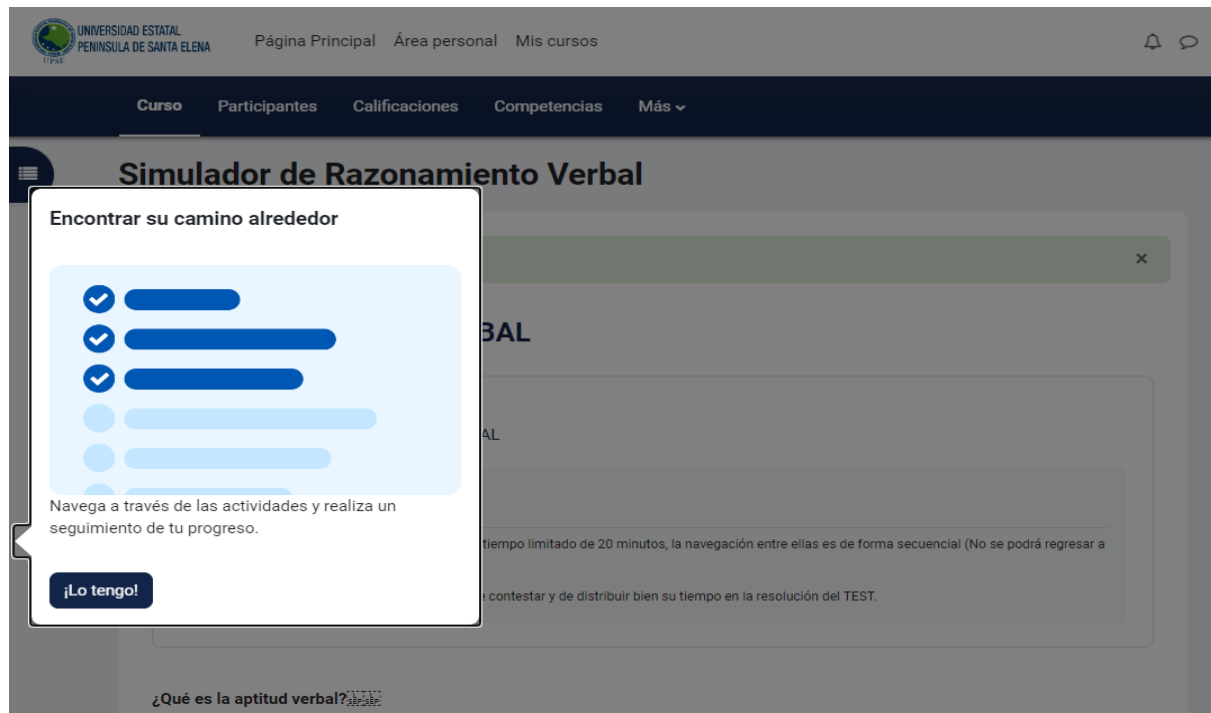 UNIVERSIDAD ESTATAL
PENINSULA DE SANTA ELENA
UPSE
Página Principal Área personal Mis cursos
Curso Participantes Calificaciones Competencias Más
Simulador de Razonamiento Verbal
Encontrar su camino alrededor
×
BAL
AL
Navega a través de las actividades y realiza un
seguimiento de tu progreso.
tiempo limitado de 20 minutos, la navegación entre ellas es de forma secuencial (No se podrá regresar a
¡Lo tengo!
contestar y de distribuir bien su tiempo en la resolución del TEST.
¿Qué es la aptitud verbal?